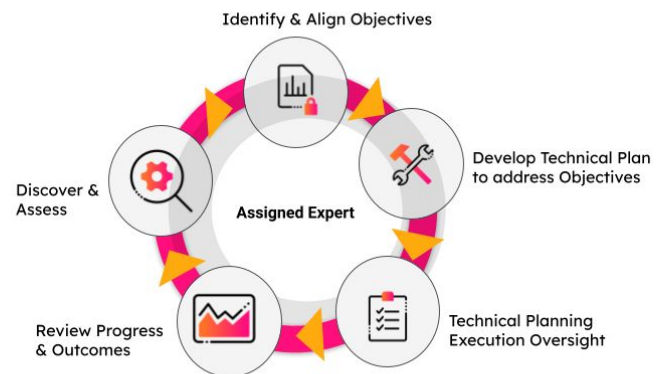 Identify & Align Objectives
Develop Technical Plan
to address Objectives
Discover &
Assess
Assigned Expert
Review Progress
& Outcomes
Technical Planning
Execution Oversight